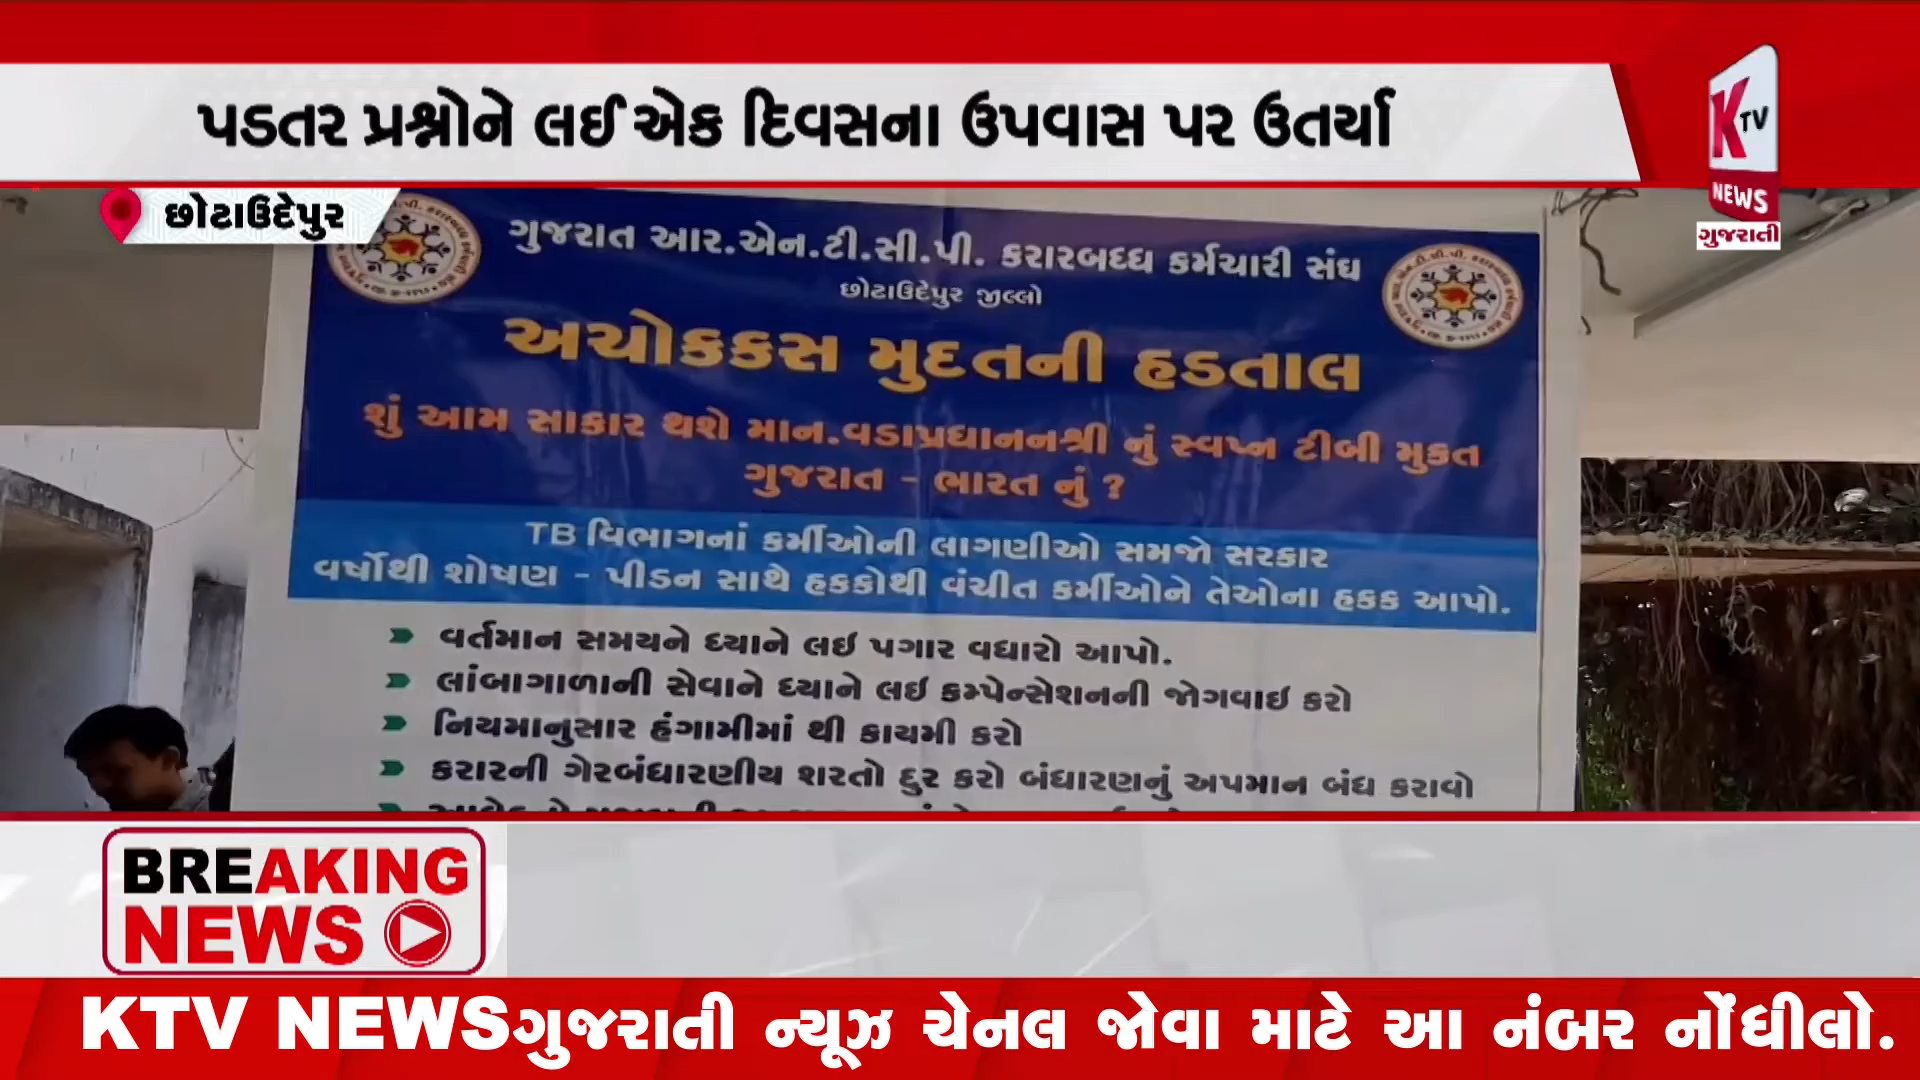 પડતર પ્રશ્નોને લઈ એક દિવસના ઉપવાસ પર ઉતર્યા
KTV
NEWS
ગુજરાતી
છોટાઉદેપુર
ગુજરાત આર.એન.ટી.સી.પી. કરારબદ્ધ કર્મચારી સંઘ
છોટાઉદેપુર જીલ્લો
અચોકકસ મુદતની હડતાલ
શું આમ સાકાર થશે માન.વડાપ્રધાનનશ્રી નું સ્વપ્ન ટીબી મુકત
ગુજરાત - ભારત નું ?
TB વિભાગનાં કર્મીઓની લાગણીઓ સમજો સરકાર
વર્ષોથી શોષણ - પીડન સાથે હકકોથી વંચીત કર્મીઓને તેઓના હકક આપો.
વર્તમાન સમયને ધ્યાને લઇ પગાર વધારો આપો.
લાંબાગાળાની સેવાને ધ્યાને લઇ કમ્પેન્સેશનની જોગવાઇ કરો
નિયમાનુસાર હંગામીમાં થી કાયમી કરો
કરારની ગેરબંધારણીય શરતો દુર કરો બંધારણનું અપમાન બંધ કરાવો
BREAKING
NEWS
KTV NEWSગુજરાતી ન્યૂઝ ચેનલ જોવા માટે આ નંબર નોંધીલો.